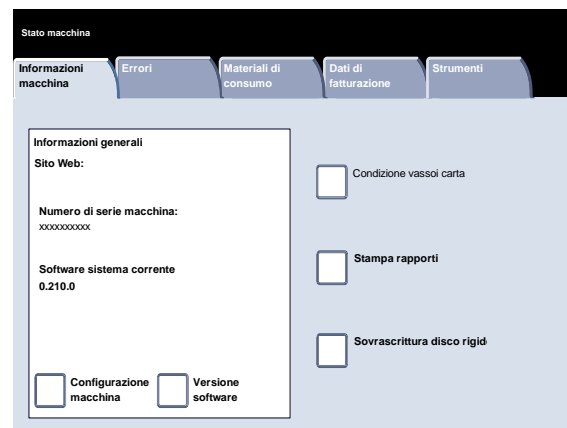 Stato macchina
Informazioni macchina
Errori
Materiali di consumo
Dati di fatturazione
Strumenti
Informazioni generali
Sito Web:
Numero di serie macchina:
xxxxxxxxxx
Software sistema corrente
0.210.0
Configurazione macchina
Versione software
Condizione vassoi carta
Stampa rapporti
Sovrascrittura disco rigid